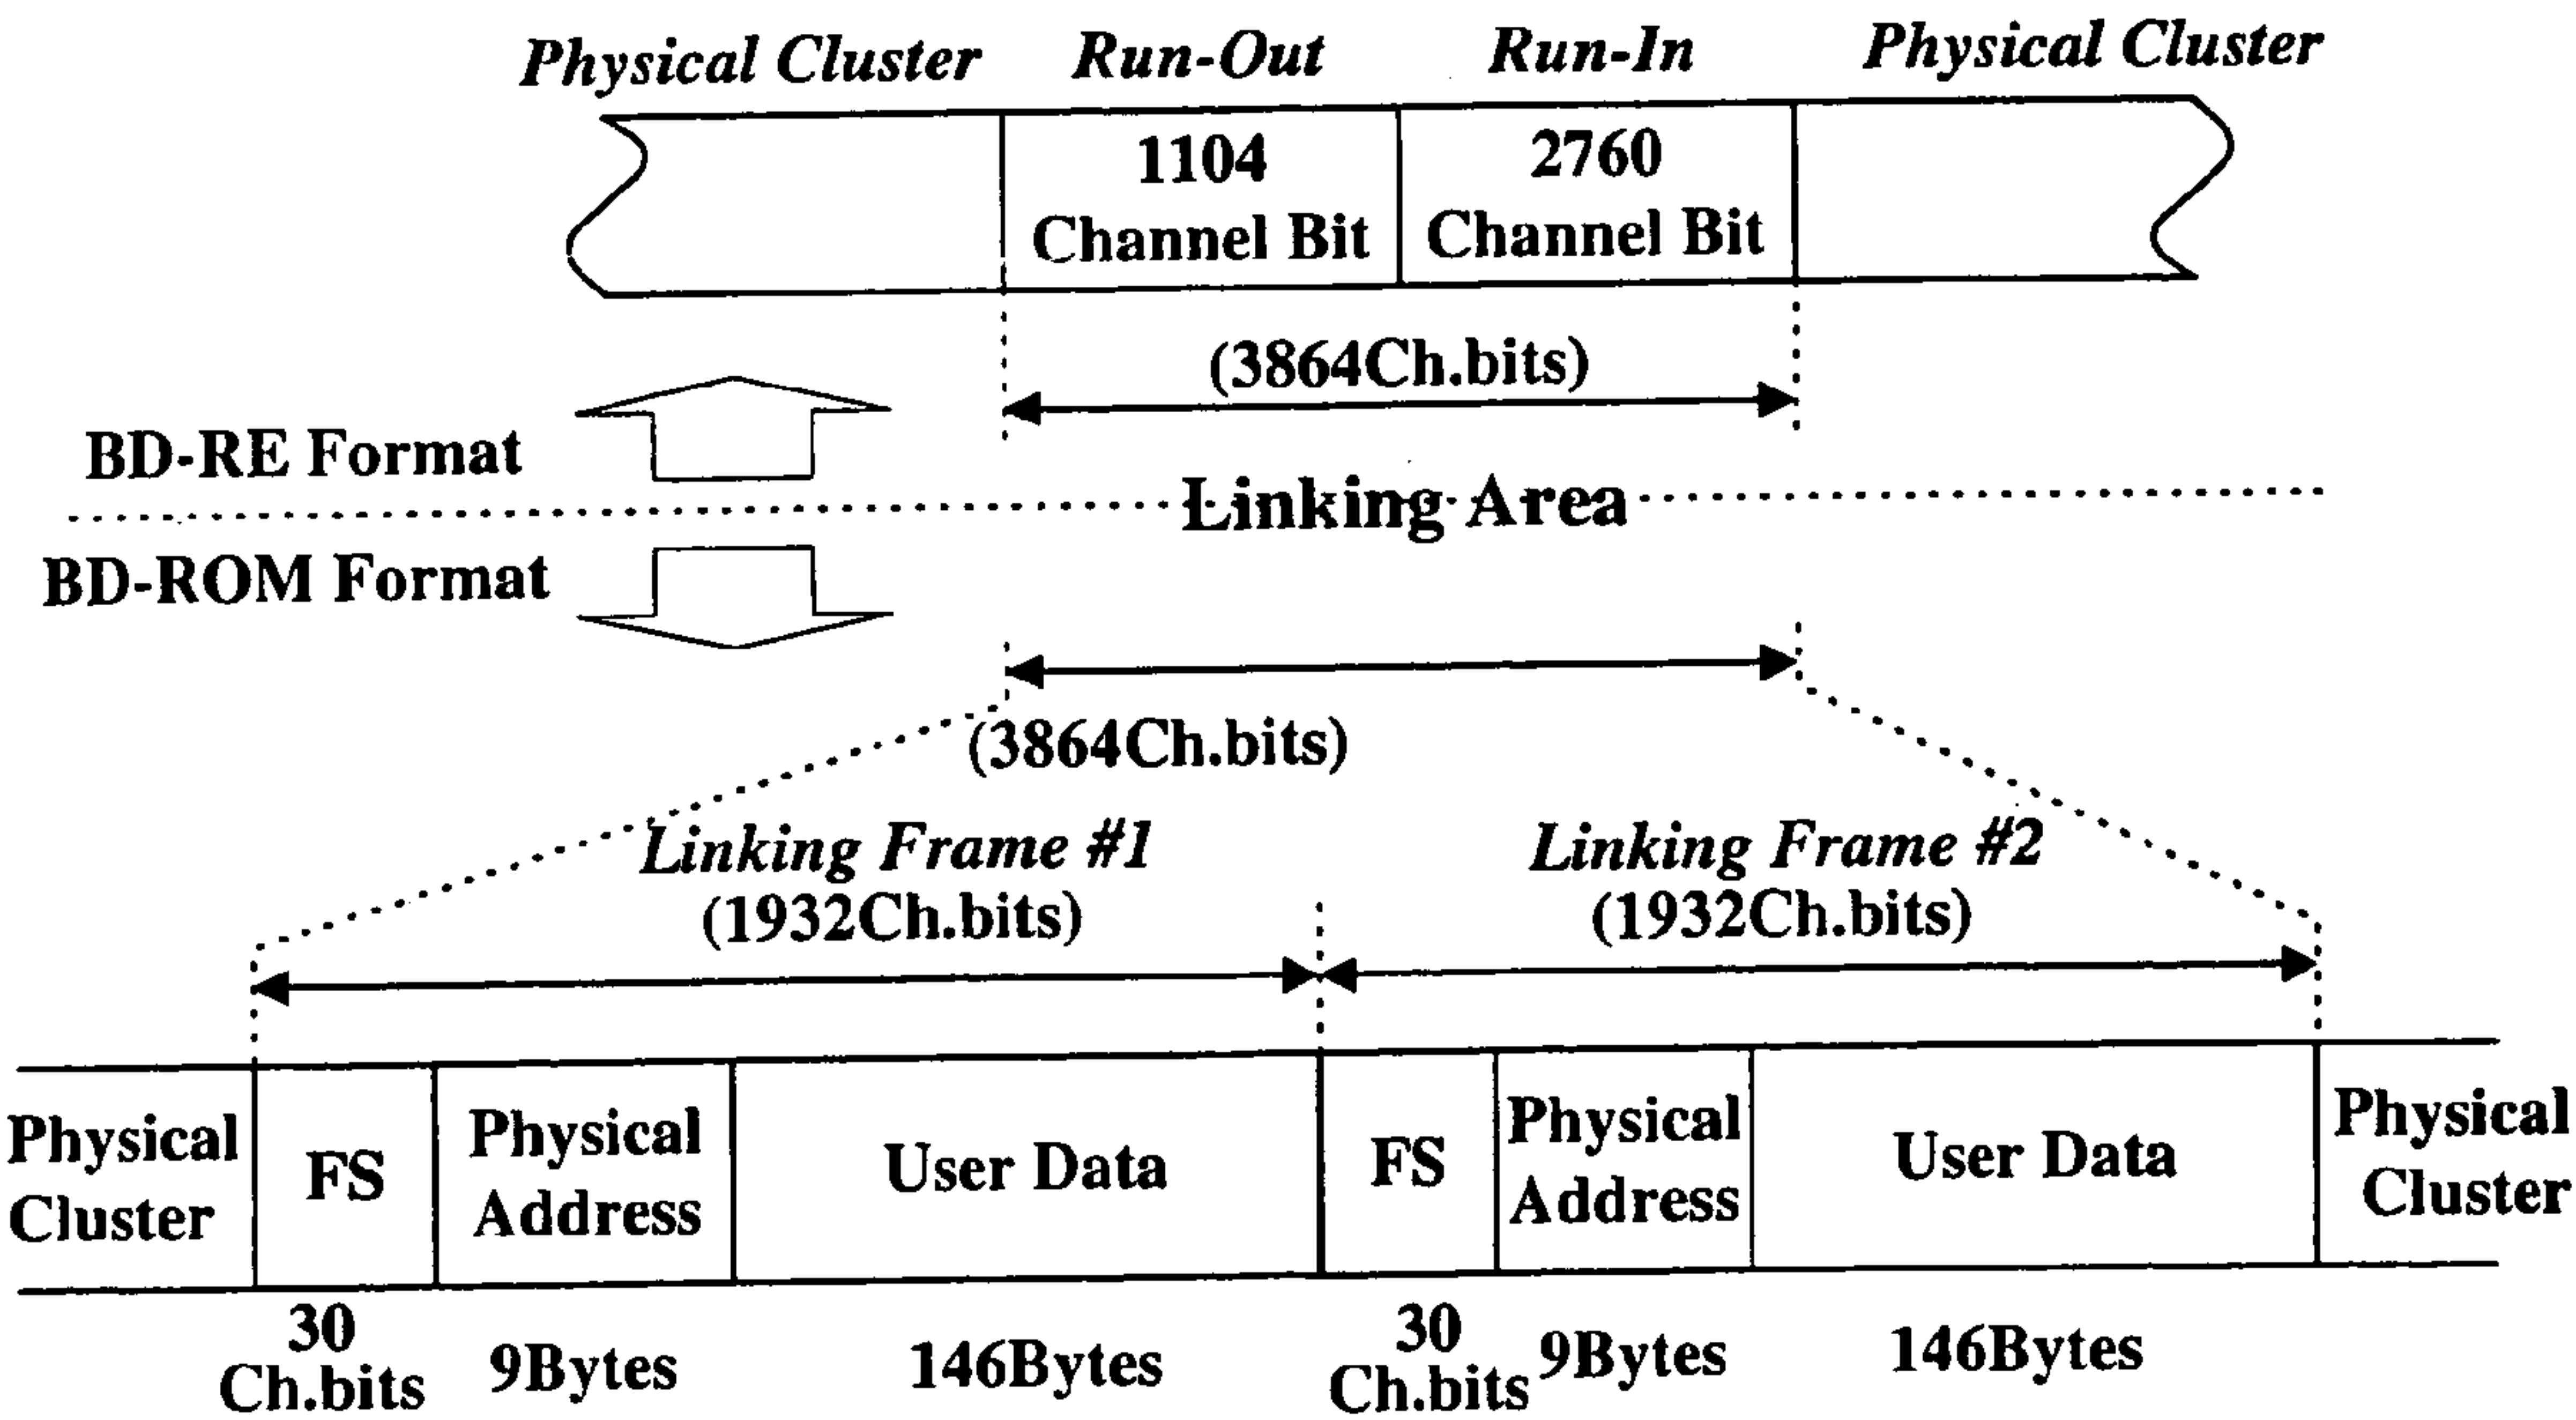 Physical Cluster Run-Out Run-In Physical Cluster
1104 2760
Channel Bit Channel Bit
(3864Ch.bits)
BD-RE Format
Linking Area
BD-ROM Format
(3864Ch.bits)
Linking Frame #1 Linking Frame #2
(1932Ch.bits) (1932Ch.bits)
Physical Cluster
FS
Physical Address
User Data
FS
Physical Address
User Data
Physical Cluster
30 Ch.bits
9Bytes
146Bytes
30 Ch.bits
9Bytes
146Bytes